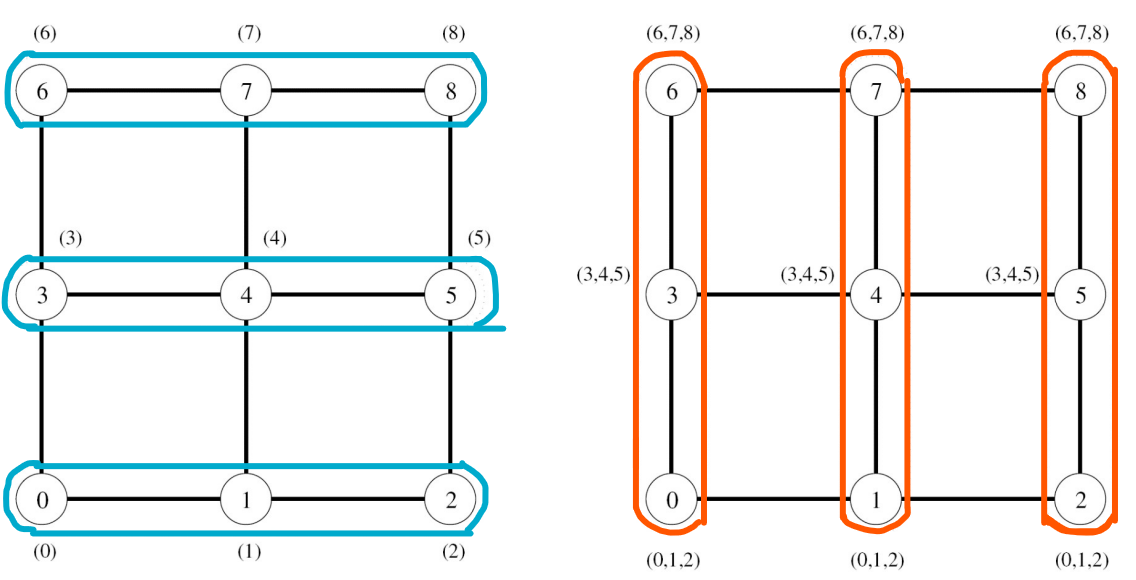 (6) (7) (8) (6,7,8) (6,7,8) (6,7,8)
6 7 8 6 7 8
(3) (4) (5)
(3,4,5) (3,4,5) (3,4,5)
3 4 5 3 4 5
0 1 2 0 1 2
(0) (1) (2) (0,1,2) (0,1,2) (0,1,2)